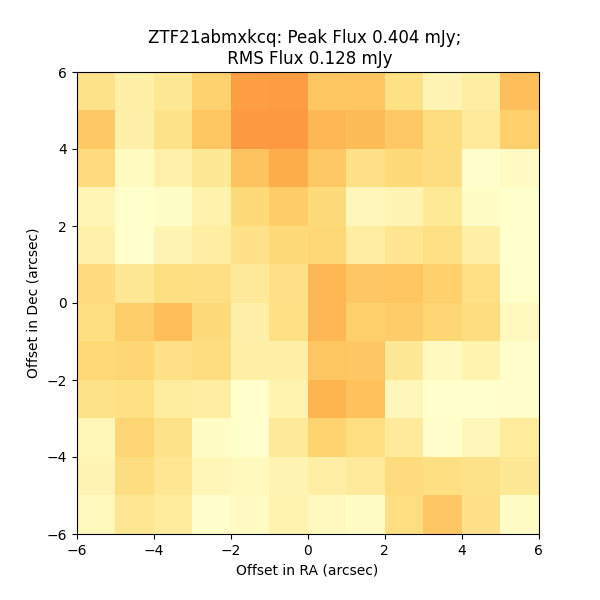 ZTF21abmxkcq: Peak Flux 0.404 mJy;
RMS Flux 0.128 mJy
6
4
2
0
−2
−4
−6
Offset in Dec (arcsec)
−6 −4 −2 0 2 4 6
Offset in RA (arcsec)